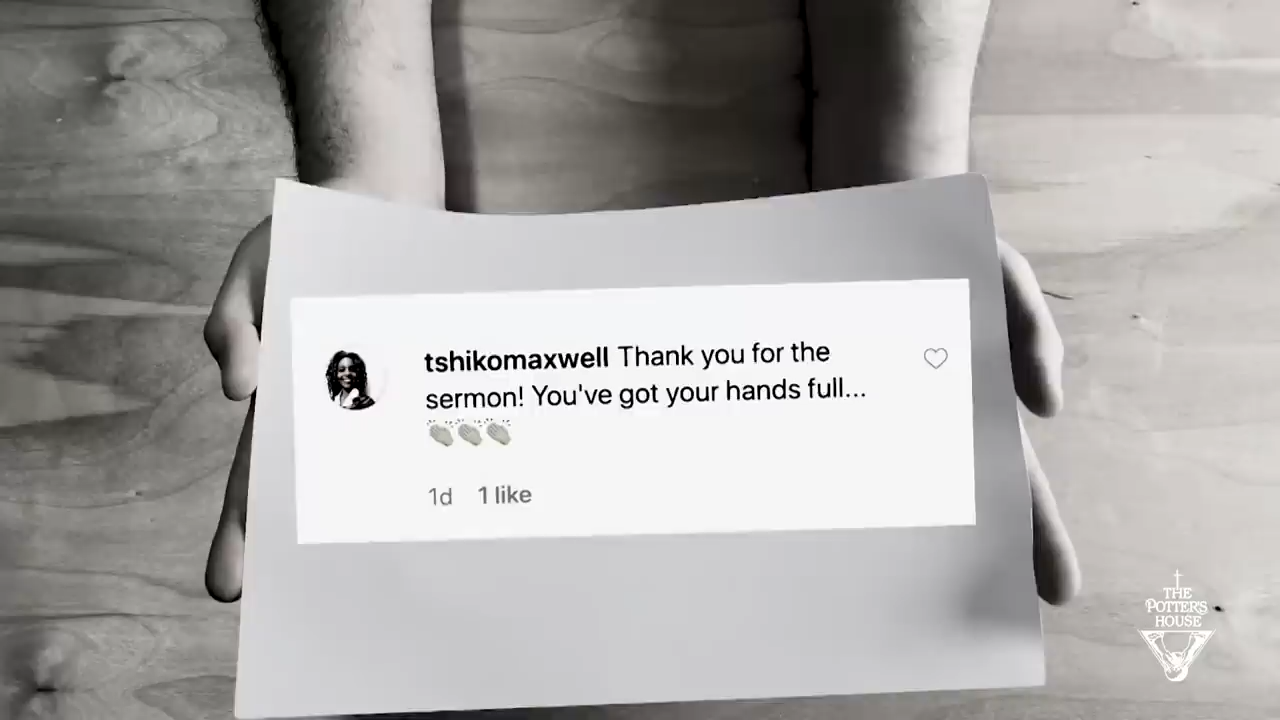 tshikomaxwell Thank you for the
sermon! You've got your hands full...
👏👏👏
1d 1 like
THE
POTTER'S
HOUSE